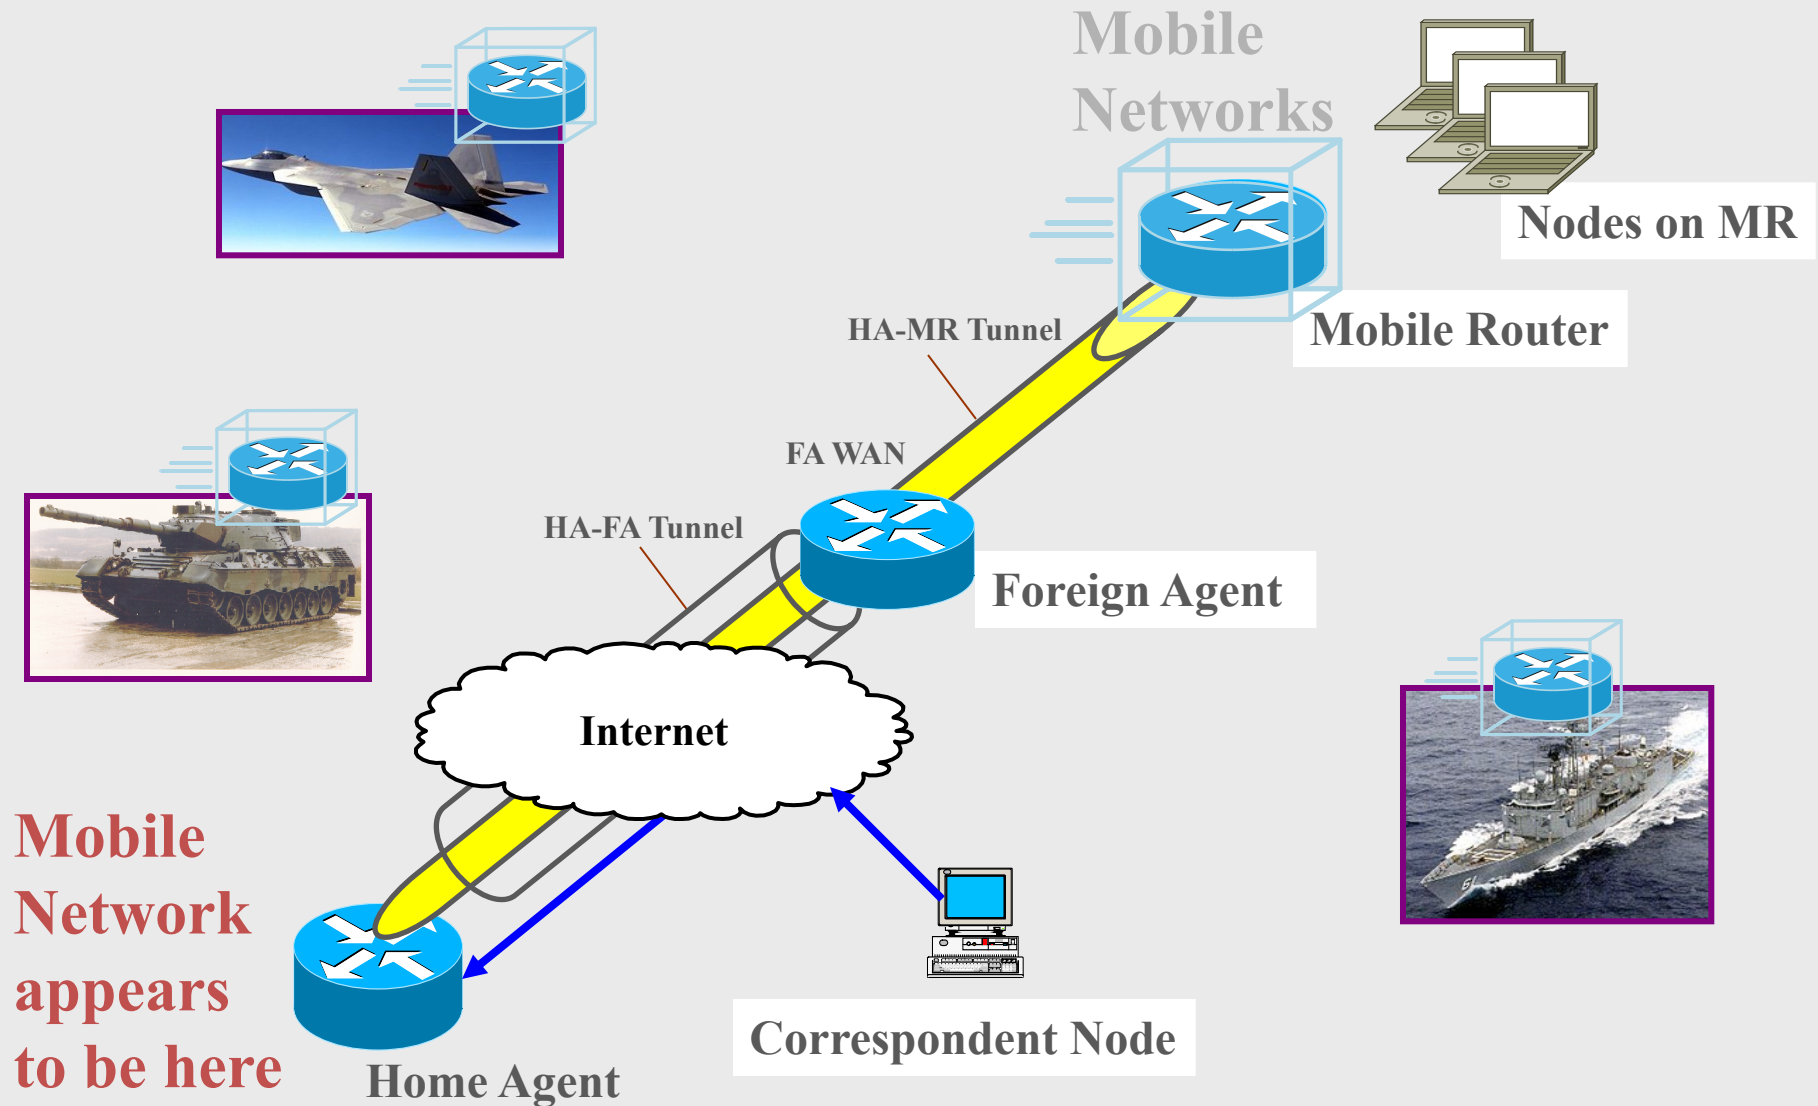 Mobile
Networks
Nodes on MR
Mobile Router
HA-MR Tunnel
FA WAN
HA-FA Tunnel
Foreign Agent
Internet
Mobile
Network
appears
to be here
Home Agent
Correspondent Node
61